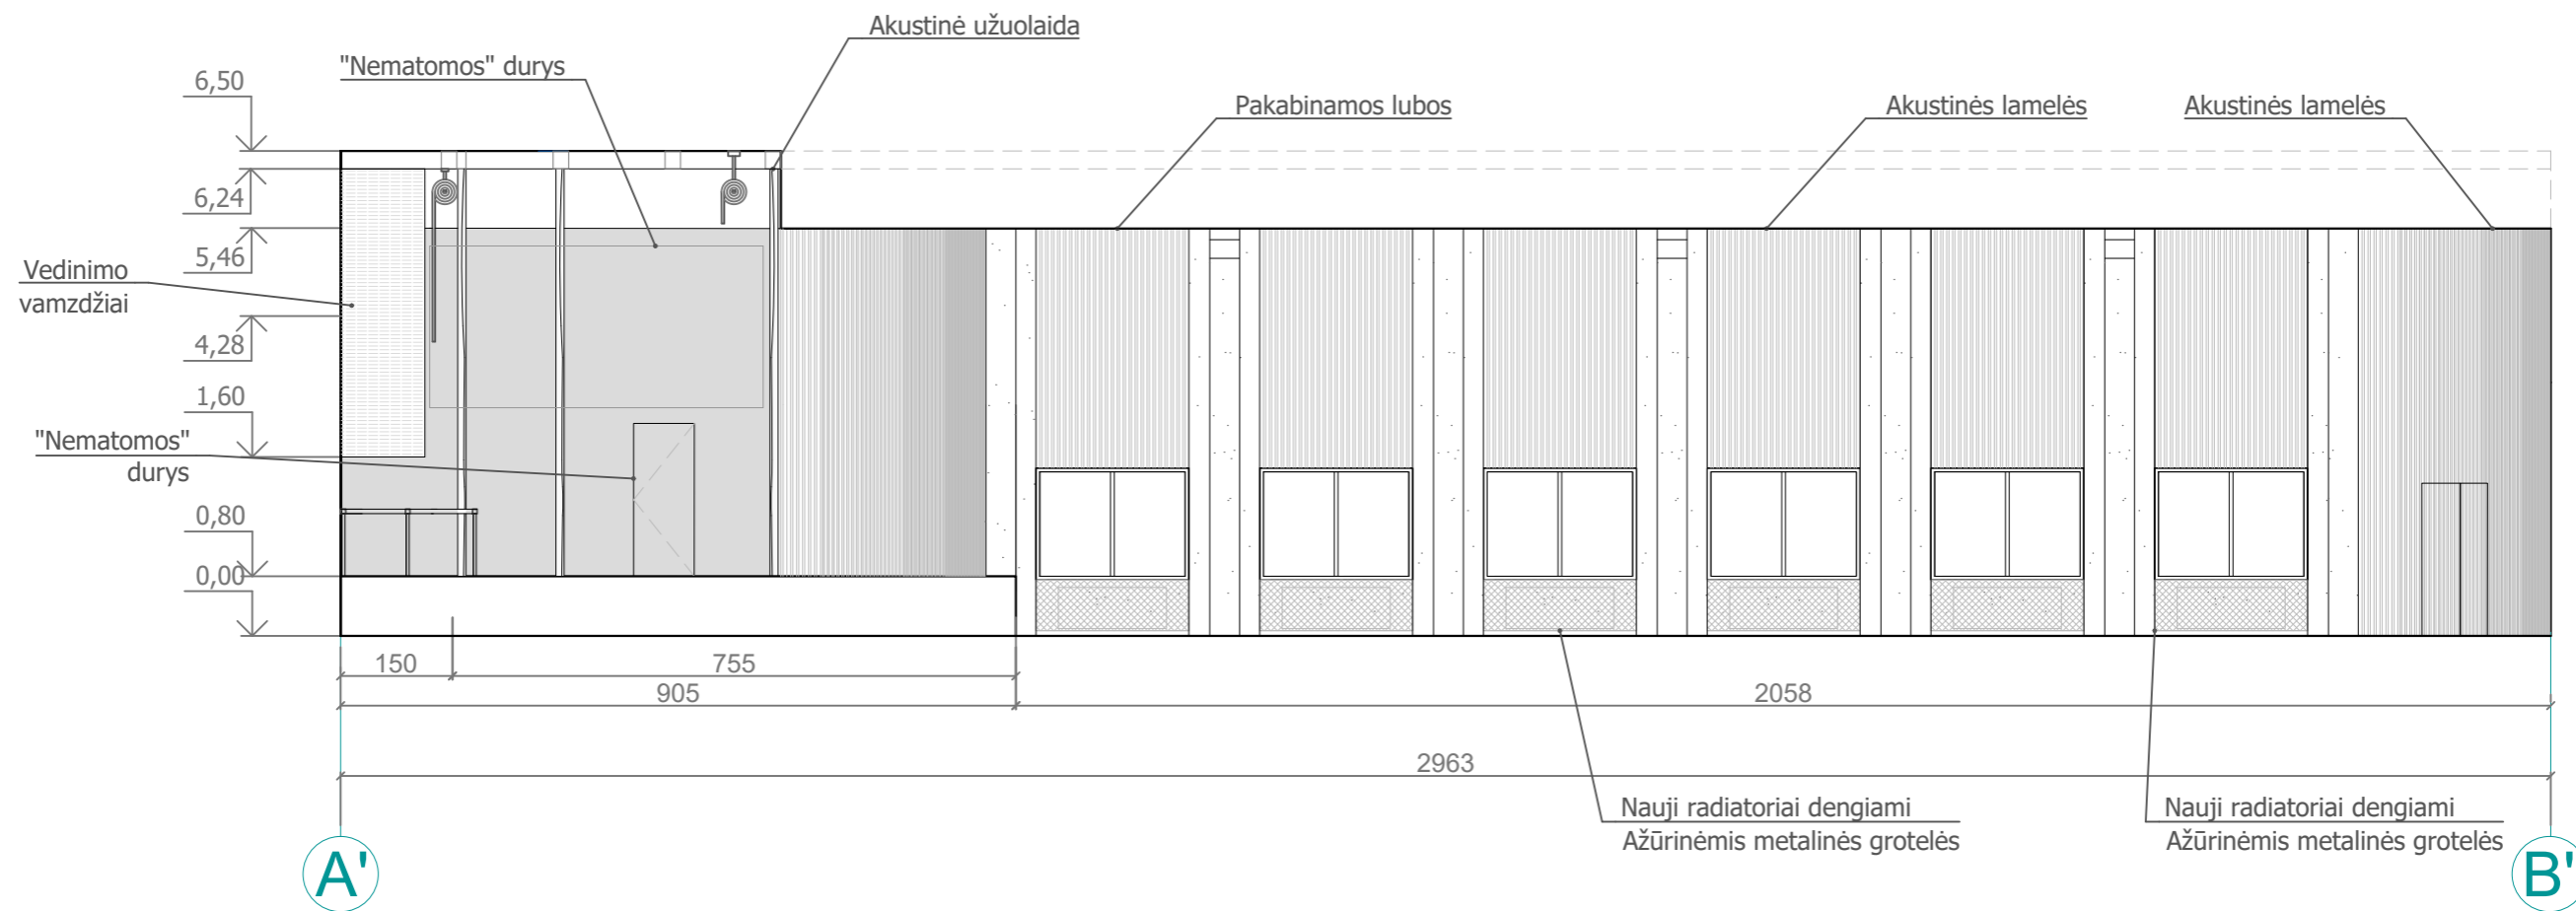 Akustinė užuolaida
"Nematomos" durys
6,50
Pakabinamos lubos
Akustinės lamelės
Akustinės lamelės
6,24
5,46
Vedinimo
vamzdžiai
4,28
1,60
"Nematomos"
durys
0,80
0,00
150
755
905
2058
2963
Nauji radiatoriai dengiami
Ažūrinėmis metalinės grotelės
Nauji radiatoriai dengiami
Ažūrinėmis metalinės grotelės
A'
B'